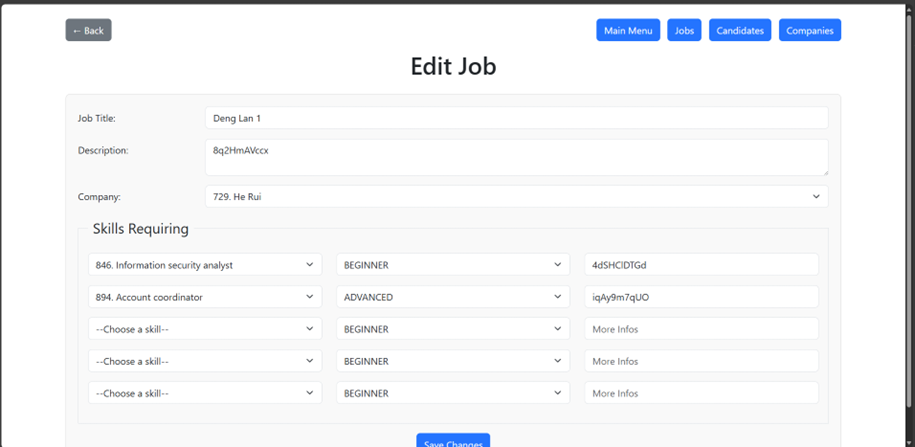 ← Back
Main Menu Jobs Candidates Companies
Edit Job
Job Title: Deng Lan 1
Description: 8q2HmAVccx
Company: 729. He Rui
Skills Requiring
846. Information security analyst BEGINNER 4dSHClDTGd
894. Account coordinator ADVANCED iqAy9m7qUO
--Choose a skill-- BEGINNER More Infos
--Choose a skill-- BEGINNER More Infos
--Choose a skill-- BEGINNER More Infos
Save Changes